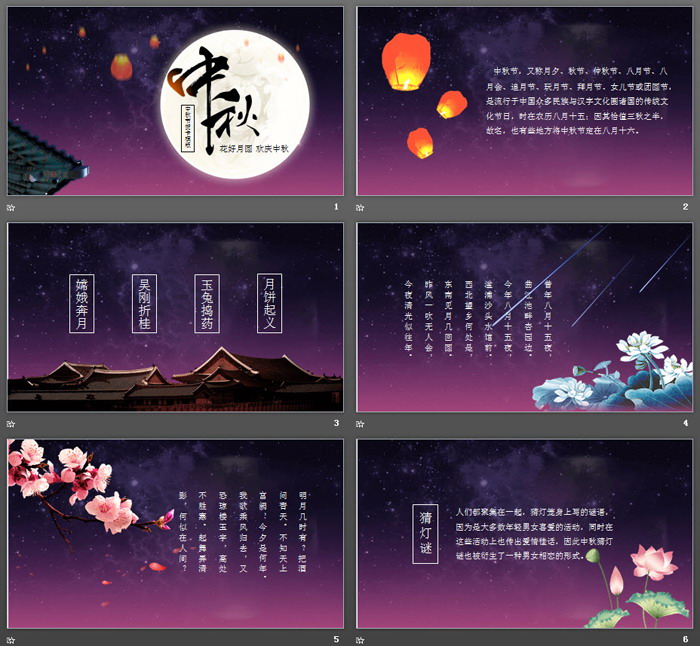 中秋
中秋节贺卡模板
花好月圆 欢庆中秋
1
中秋节，又称月夕、秋节、仲秋节、八月节、八
月会、追月节、玩月节、拜月节、女儿节或团圆节，
是流行于中国众多民族与汉字文化圈诸国的传统文
化节日，时在农历八月十五；因其恰值三秋之半，
故名，也有些地方将中秋节定在八月十六。
2
月饼起义
玉兔捣药
吴刚折桂
嫦娥奔月
3
昔年八月十五夜，
曲江池畔杏园边。
今年八月十五夜，
湓浦沙头水馆前。
西北望乡何处是，
东南见月几回圆。
昨风一吹无人会，
今夜清光似往年。
4
明月几时有？把酒
问青天。不知天上
宫阙？今夕是何年。
我欲乘风归去，又
恐琼楼玉宇，高处
不胜寒。起舞弄清
影，何似在人间？
5
猜灯谜
人们都聚集在一起，猜灯笼身上写的谜语，
因为是大多数年轻男女喜爱的活动，同时在
这些活动上也传出爱情佳话，因此中秋猜灯
谜也被衍生了一种男女相恋的形式。
6